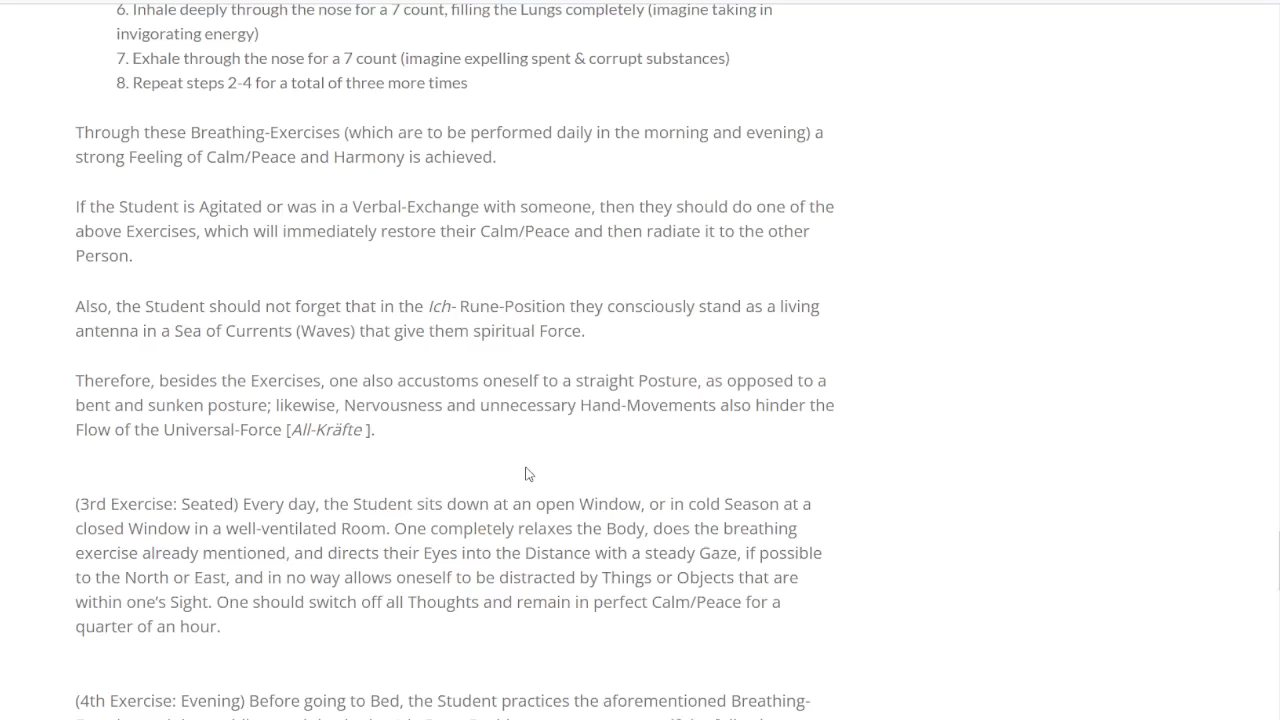 6. Inhale deeply through the nose for a 7 count, filling the Lungs completely (imagine taking in
invigorating energy)
7. Exhale through the nose for a 7 count (imagine expelling spent & corrupt substances)
8. Repeat steps 2-4 for a total of three more times
Through these Breathing-Exercises (which are to be performed daily in the morning and evening) a
strong Feeling of Calm/Peace and Harmony is achieved.
If the Student is Agitated or was in a Verbal-Exchange with someone, then they should do one of the
above Exercises, which will immediately restore their Calm/Peace and then radiate it to the other
Person.
Also, the Student should not forget that in the Ich- Rune-Position they consciously stand as a living
antenna in a Sea of Currents (Waves) that give them spiritual Force.
Therefore, besides the Exercises, one also accustoms oneself to a straight Posture, as opposed to a
bent and sunken posture; likewise, Nervousness and unnecessary Hand-Movements also hinder the
Flow of the Universal-Force [All-Kräfte ].
(3rd Exercise: Seated) Every day, the Student sits down at an open Window, or in cold Season at a
closed Window in a well-ventilated Room. One completely relaxes the Body, does the breathing
exercise already mentioned, and directs their Eyes into the Distance with a steady Gaze, if possible
to the North or East, and in no way allows oneself to be distracted by Things or Objects that are
within one's Sight. One should switch off all Thoughts and remain in perfect Calm/Peace for a
quarter of an hour.
(4th Exercise: Evening) Before going to Bed, the Student practices the aforementioned Breathing-